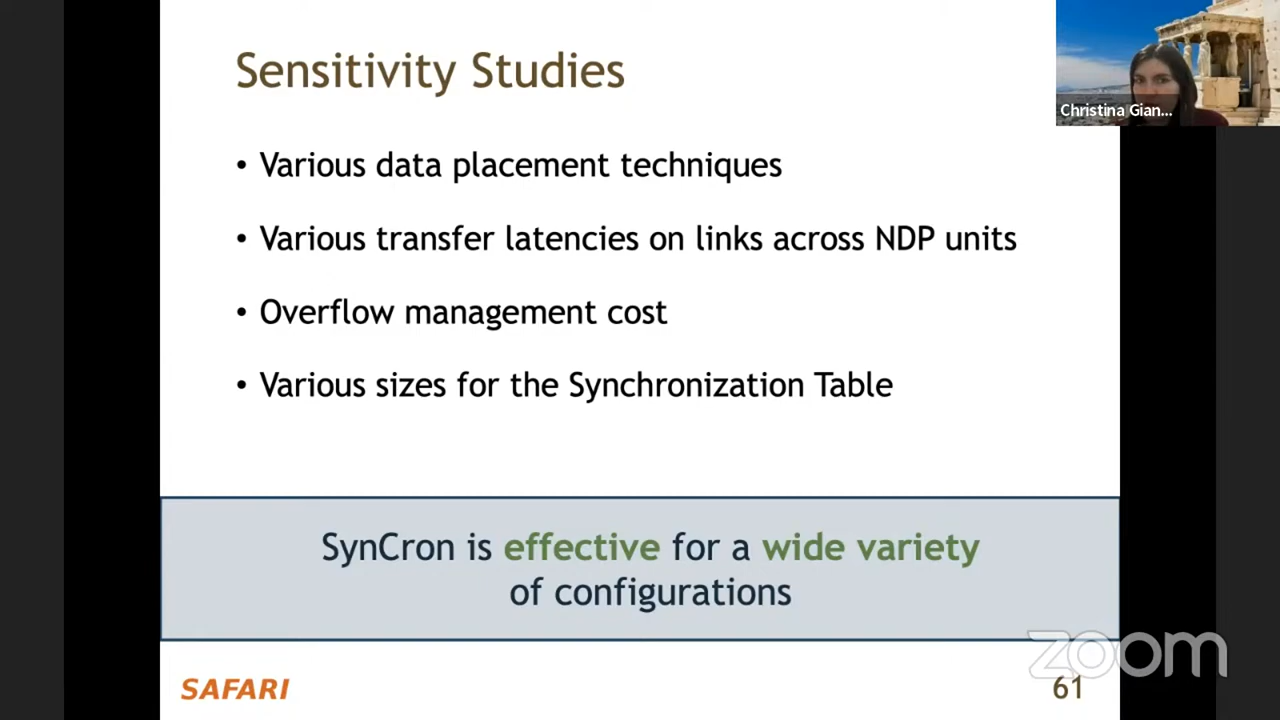 Sensitivity Studies
Christina Gian...
• Various data placement techniques
• Various transfer latencies on links across NDP units
• Overflow management cost
• Various sizes for the Synchronization Table
SynCron is effective for a wide variety
of configurations
zoom
SAFARI
61